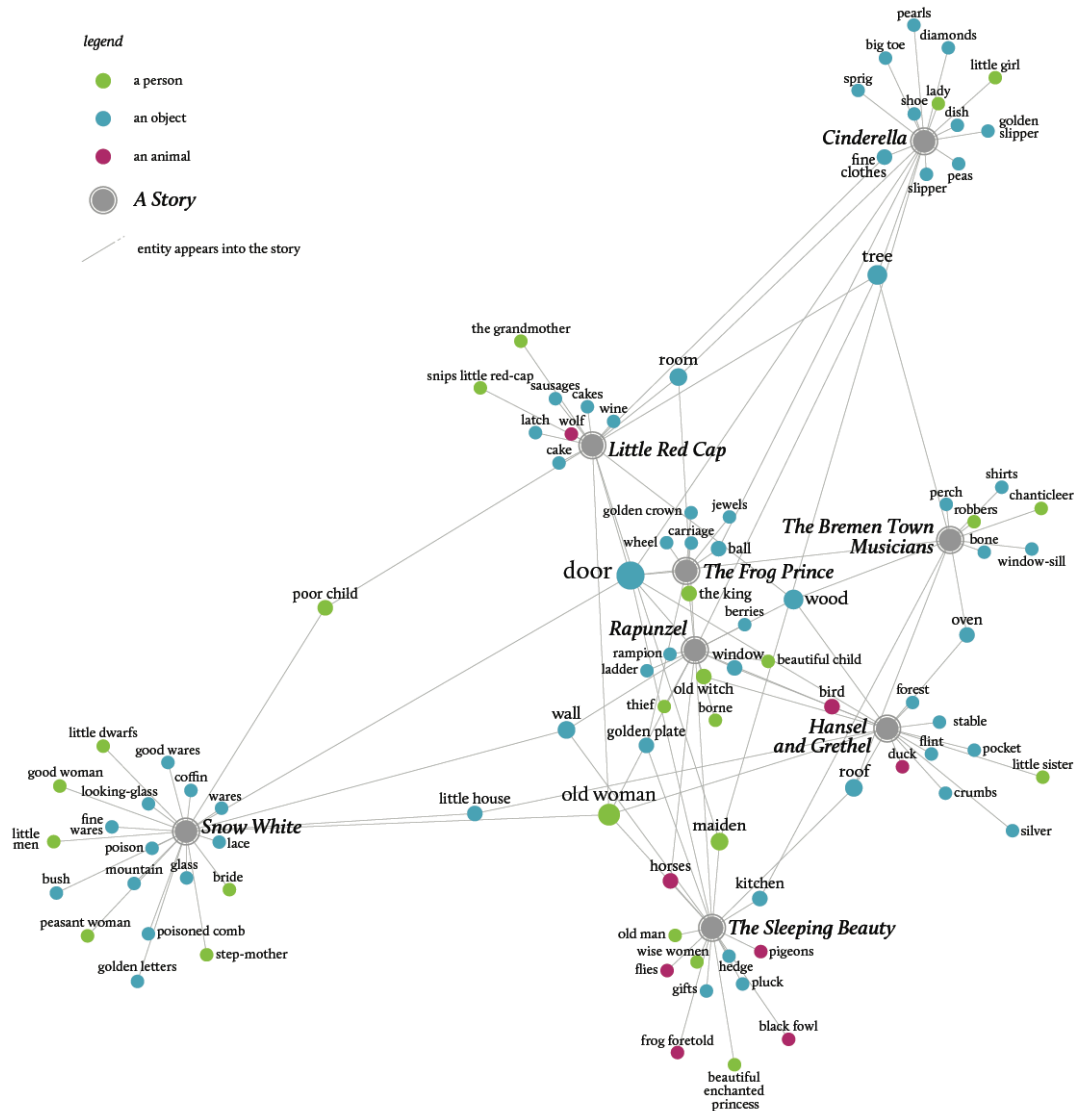 legend
a person
an object
an animal
A Story
entity appears into the story
pearls
diamonds
big toe
little girl
sprig
lady
shoe
dish
golden
slipper
Cinderella
fine
clothes
peas
slipper
tree
the grandmother
room
snips little red-cap
sausages
cakes
wine
latch
wolf
cake
Little Red Cap
shirts
perch
chanticleer
robbers
The Bremen Town
Musicians
bone
window-sill
golden crown
jewels
carriage
wheel
ball
door
The Frog Prince
the king
wood
poor child
berries
oven
Rapunzel
rampion
window
beautiful child
ladder
old witch
bird
forest
thief
borne
wall
golden plate
Hansel
and Grethel
stable
flint
duck
pocket
little sister
roof
crumbs
silver
little dwarfs
good wares
good woman
coffin
looking-glass
wares
little house
old woman
fine
wares
Snow White
little
men
poison
lace
maiden
mountain
glass
bride
bush
horses
kitchen
peasant woman
poisoned comb
step-mother
golden letters
The Sleeping Beauty
old man
wise women
pigeons
flies
hedge
gifts
pluck
black fowl
frog foretold
beautiful
enchanted
princess